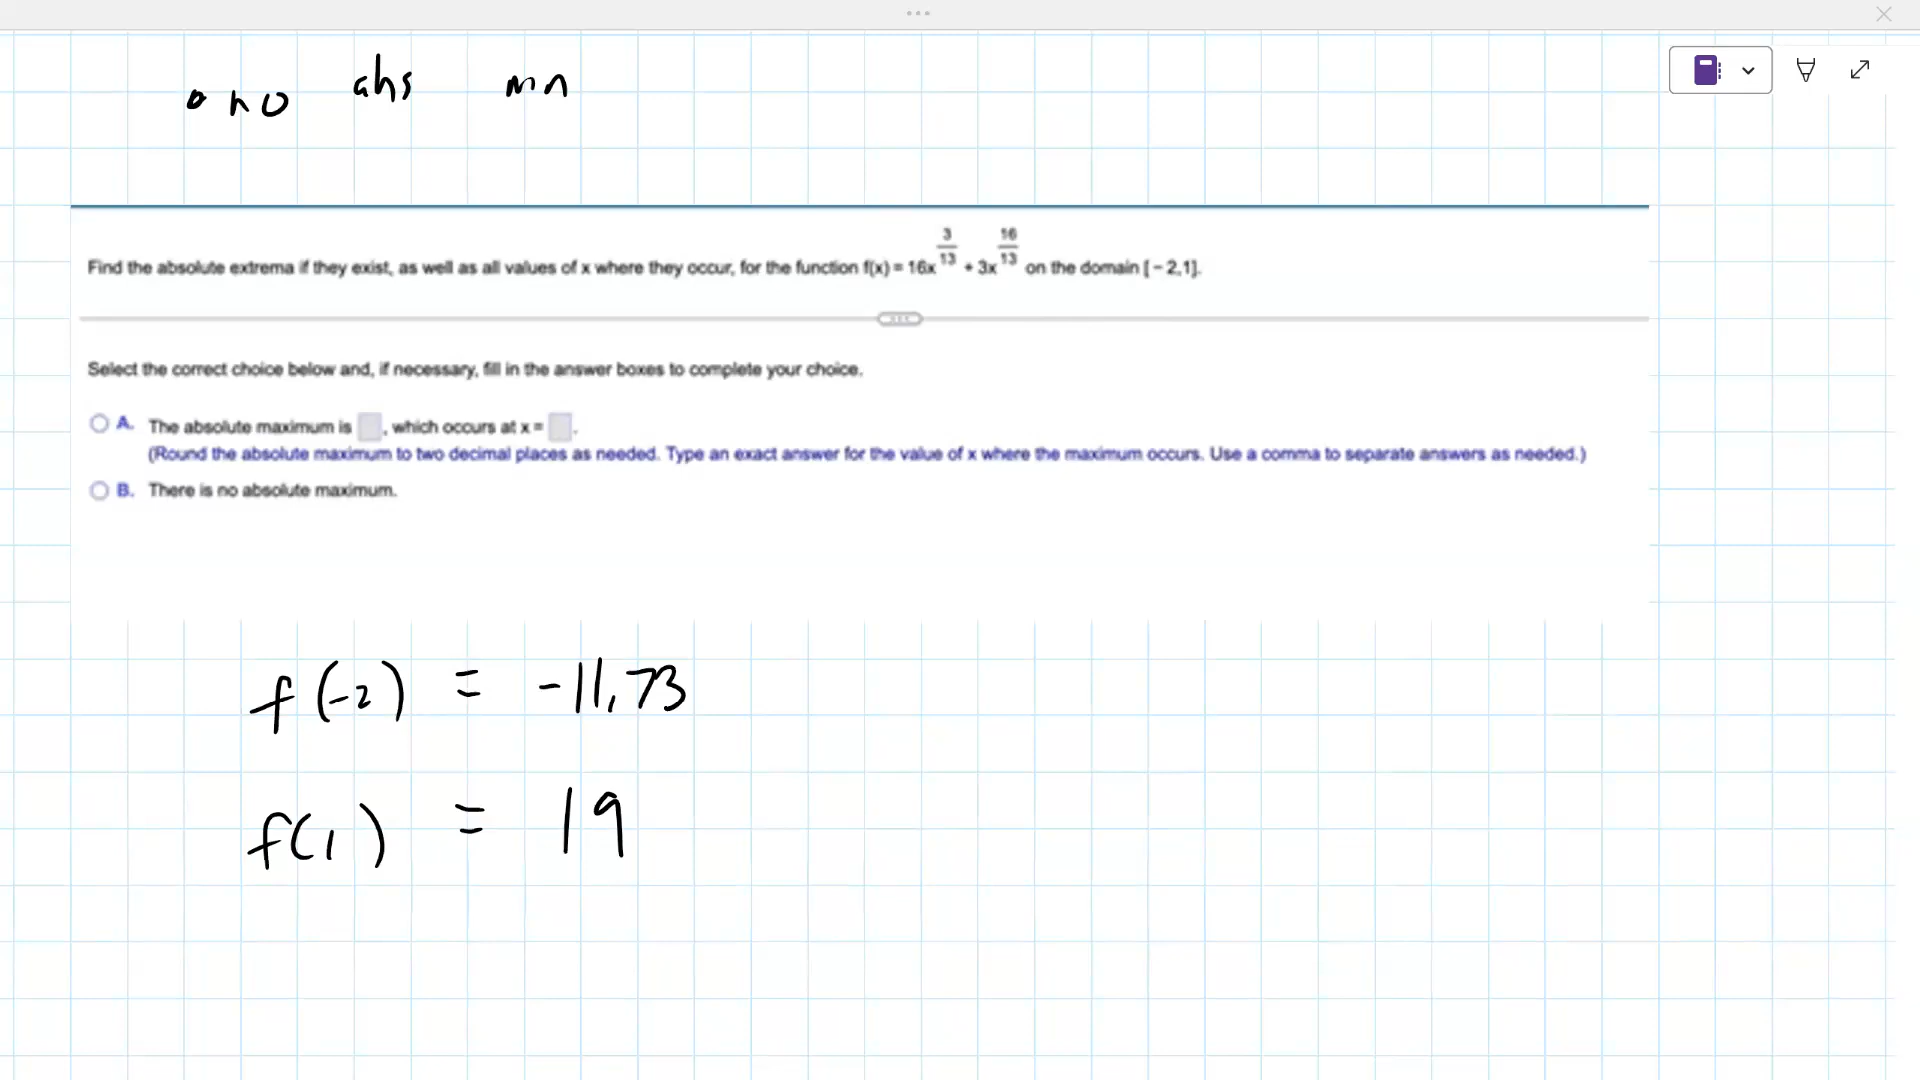 no abs mn
Find the absolute extrema if they exist, as well as all values of x where they occur, for the function f(x) = 16x^(3/13) + 3x^(16/13) on the domain [-2,1].
Select the correct choice below and, if necessary, fill in the answer boxes to complete your choice.
A. The absolute maximum is , which occurs at x = .
(Round the absolute maximum to two decimal places as needed. Type an exact answer for the value of x where the maximum occurs. Use a comma to separate answers as needed.)
B. There is no absolute maximum.
f(-2) = -11,73
f(1) = 19